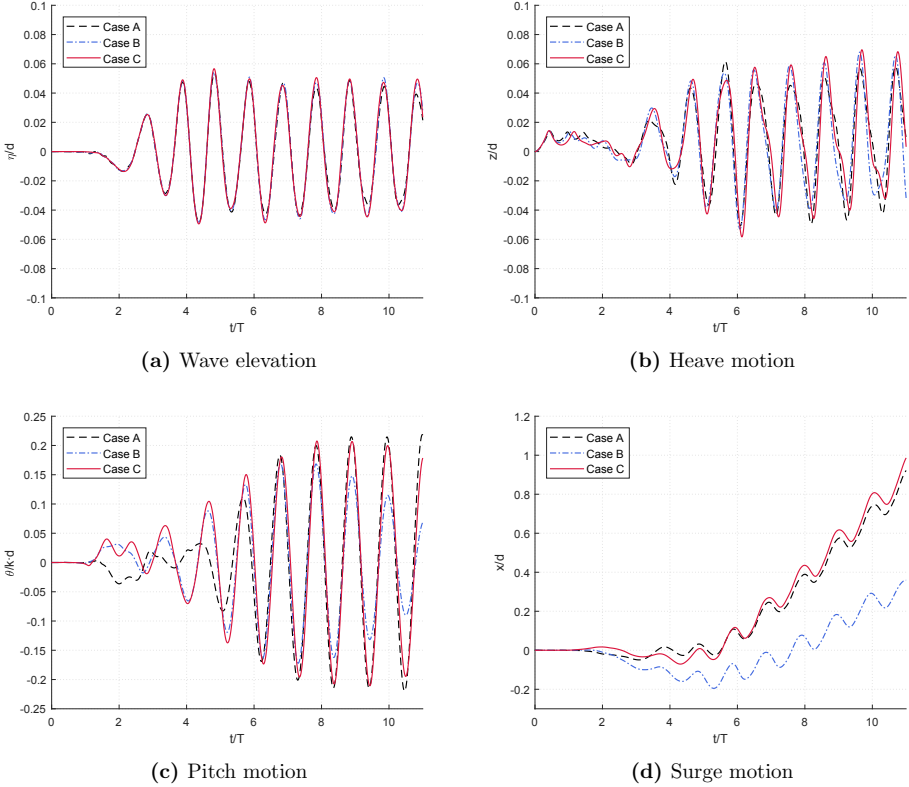 0.1
0.08
0.06
0.04
0.02
0
-0.02
-0.04
-0.06
-0.08
-0.1
η/d
Case A
Case B
Case C
0 2 4 6 8 10
t/T
(a) Wave elevation
0.1
0.08
0.06
0.04
0.02
0
-0.02
-0.04
-0.06
-0.08
-0.1
z/d
Case A
Case B
Case C
0 2 4 6 8 10
t/T
(b) Heave motion
0.25
0.2
0.15
0.1
0.05
0
-0.05
-0.1
-0.15
-0.2
-0.25
θ/k·d
Case A
Case B
Case C
0 2 4 6 8 10
t/T
(c) Pitch motion
1.2
1
0.8
0.6
0.4
0.2
0
-0.2
x/d
Case A
Case B
Case C
0 2 4 6 8 10
t/T
(d) Surge motion